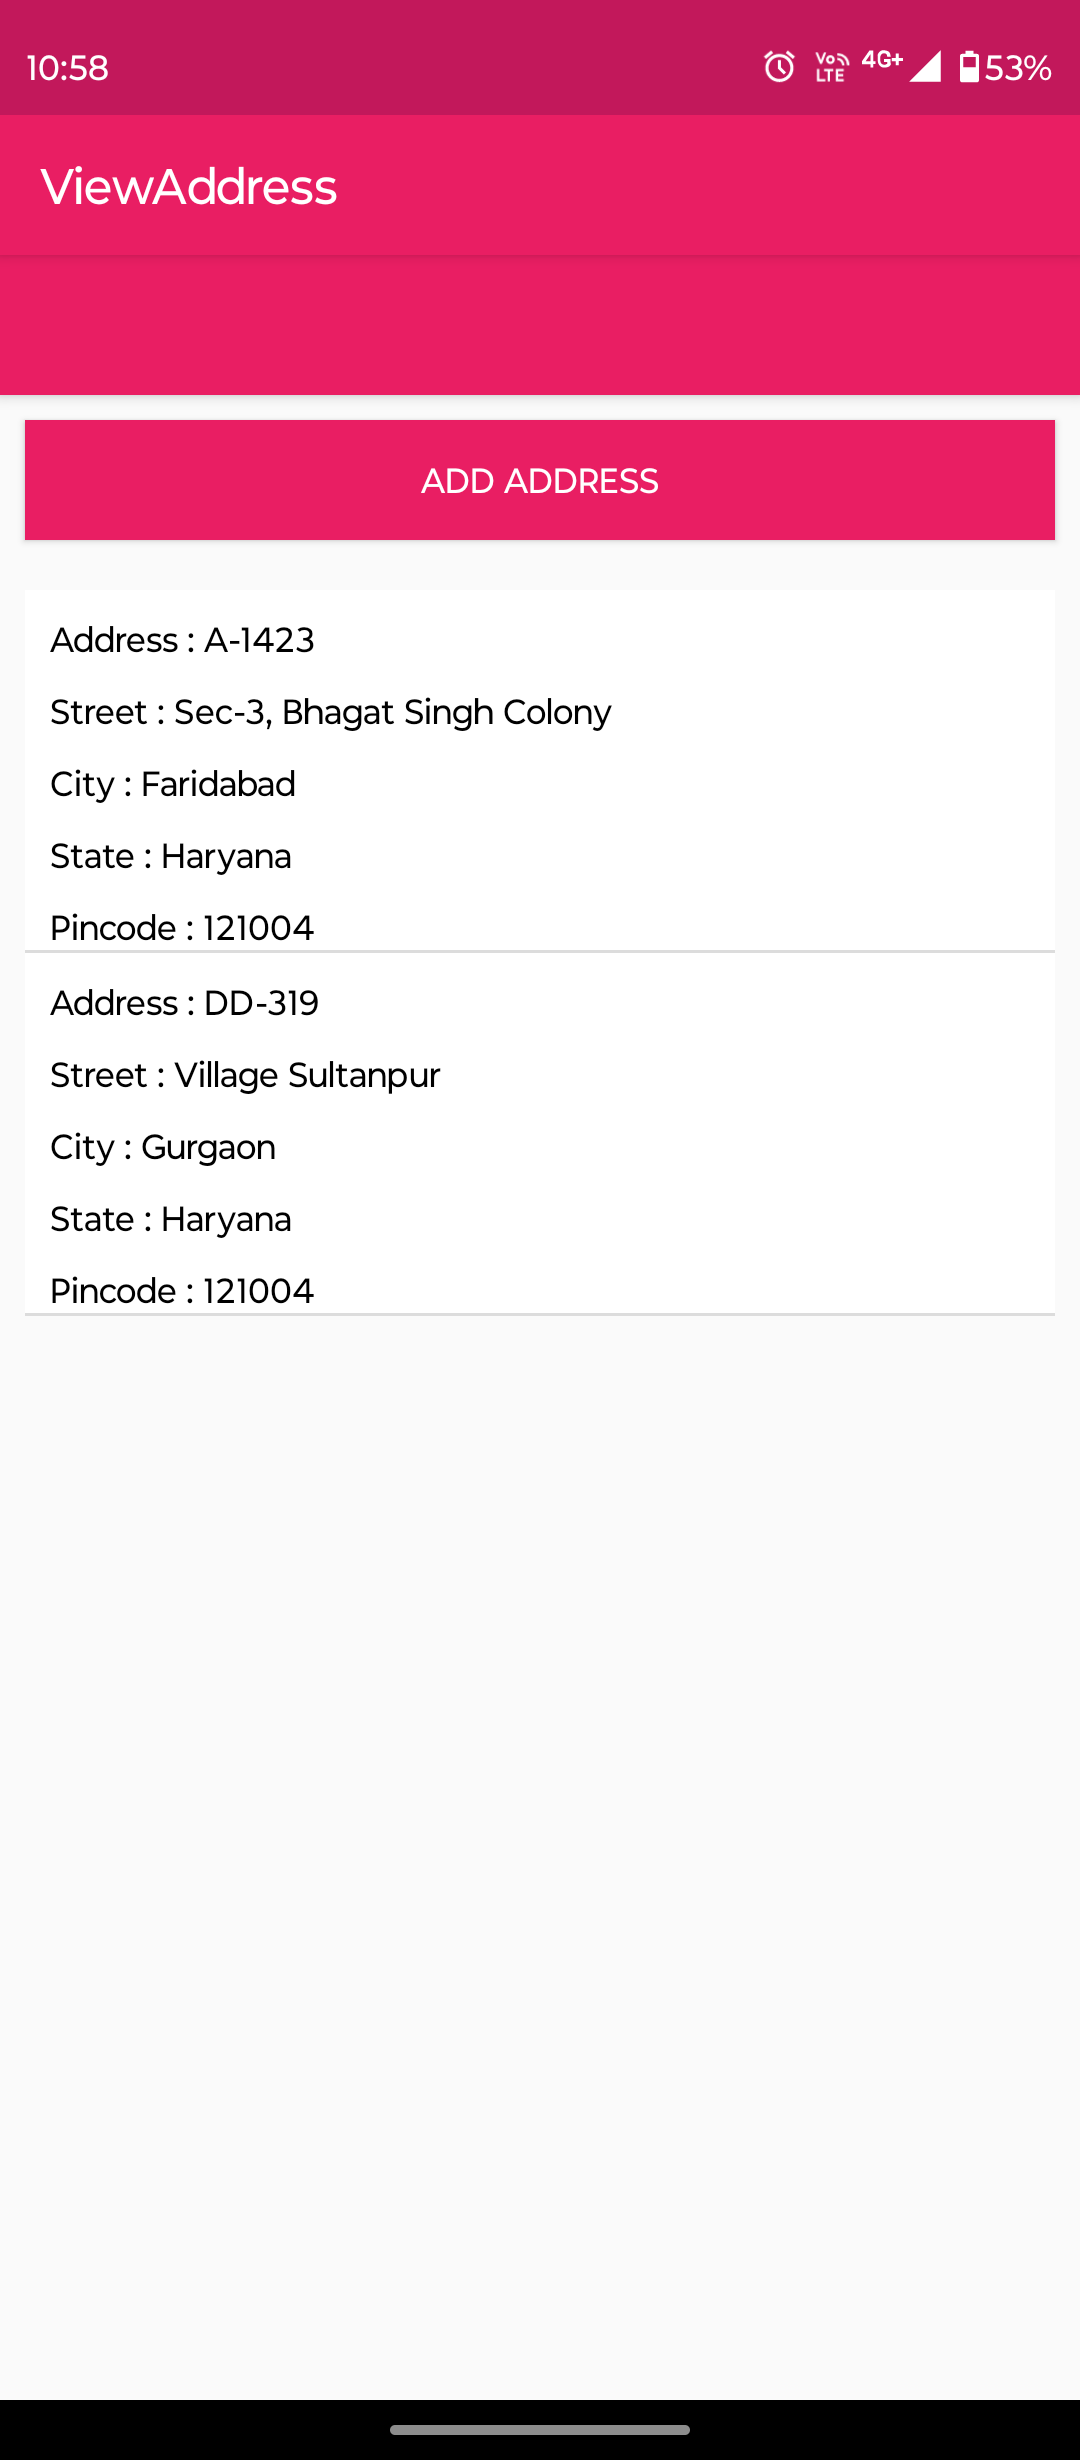 10:58
Vo LTE 4G+ 53%
ViewAddress
ADD ADDRESS
Address : A-1423
Street : Sec-3, Bhagat Singh Colony
City : Faridabad
State : Haryana
Pincode : 121004
Address : DD-319
Street : Village Sultanpur
City : Gurgaon
State : Haryana
Pincode : 121004